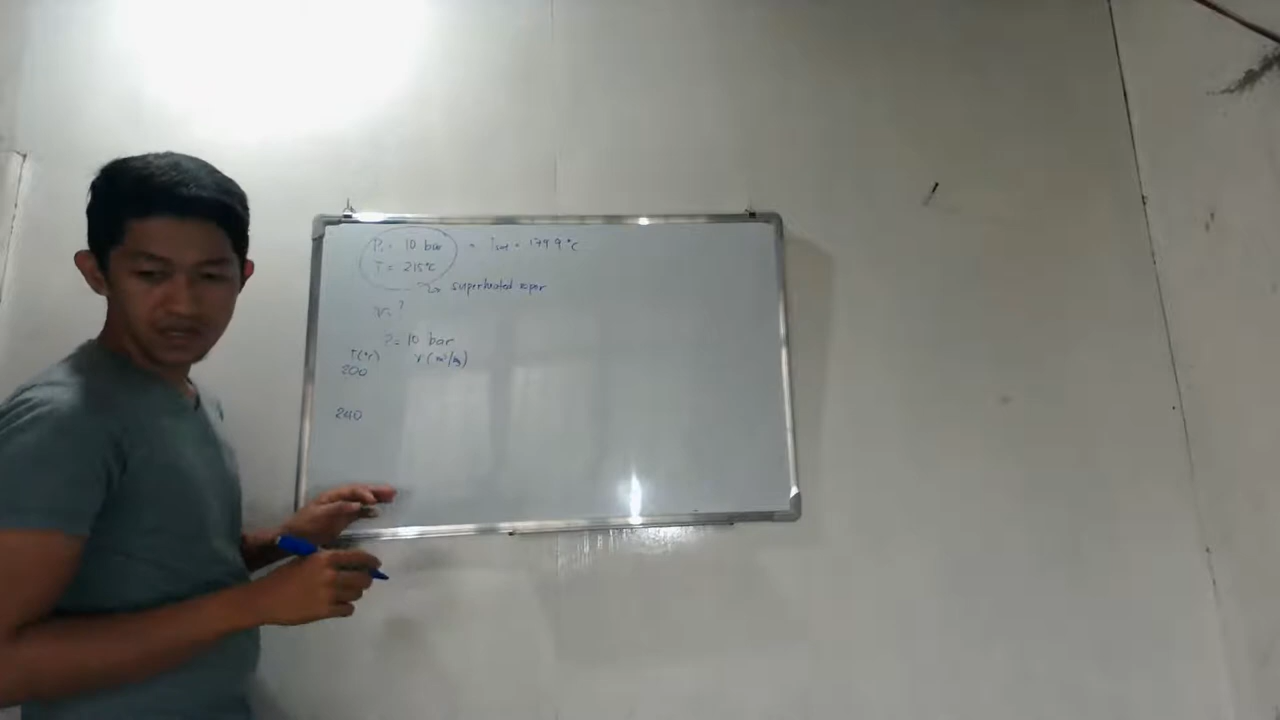 P = 10 bar = Tsat = 179.9 °C
T = 215°C
superheated vapor
v = ?
P = 10 bar
T(°C) v (m³/kg)
200
240